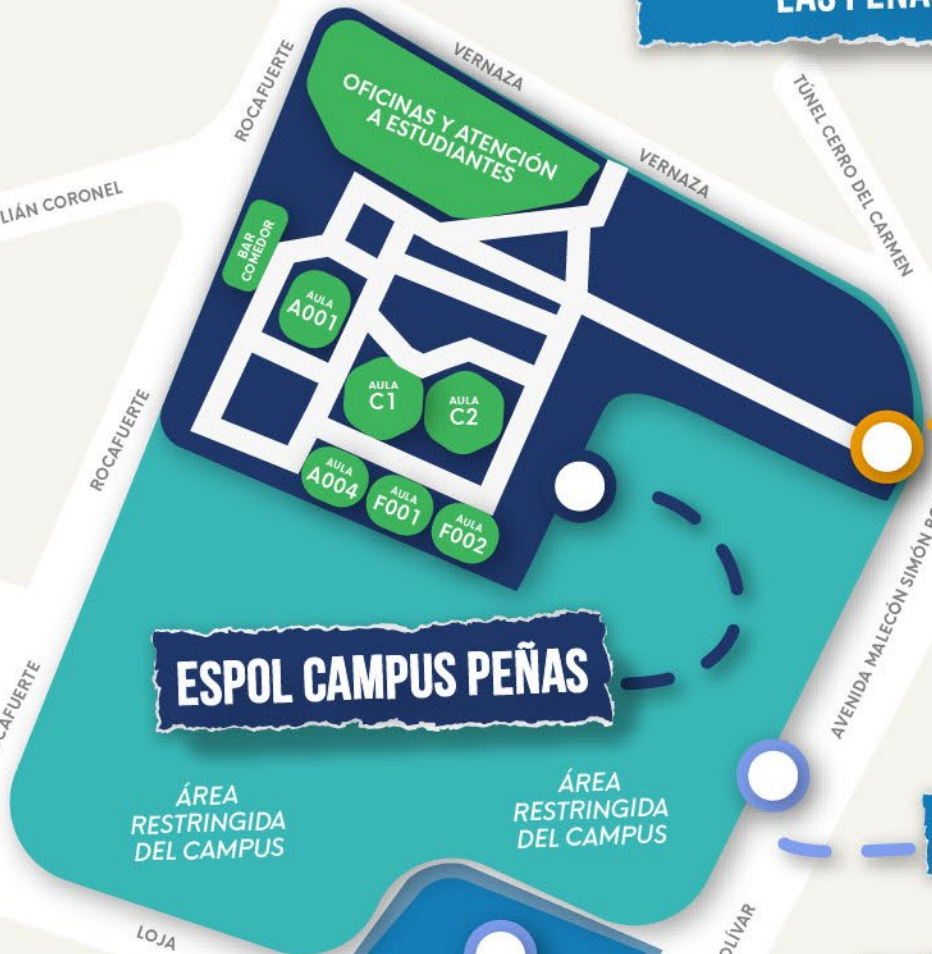 LAS PEÑAS
VERNAZA
ROCAFUERTE
OFICINAS Y ATENCIÓN
A ESTUDIANTES
VERNAZA
TÚNEL CERRO DEL CARMEN
LIÁN CORONEL
BAR
COMEDOR
AULA
A001
AULA
C1
AULA
C2
ROCAFUERTE
AULA
A004
AULA
F001
AULA
F002
AVENIDA MALECÓN SIMÓN BO
ESPOL CAMPUS PEÑAS
CAFUERTE
ÁREA
RESTRINGIDA
DEL CAMPUS
ÁREA
RESTRINGIDA
DEL CAMPUS
LOJA
OLÍVAR